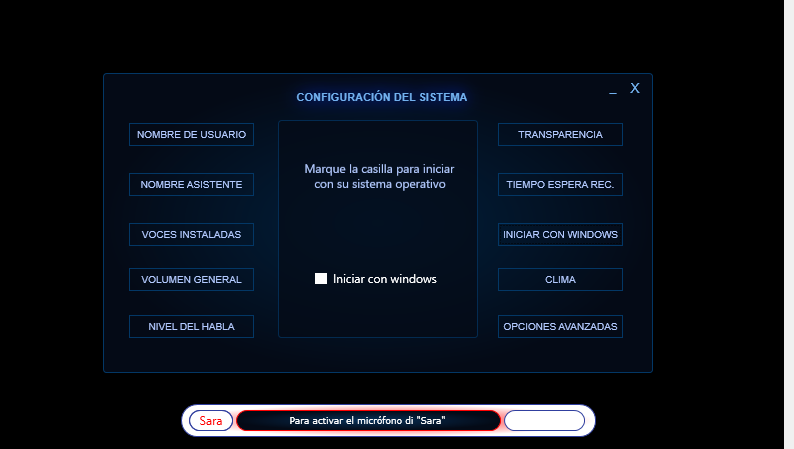 _ X
CONFIGURACIÓN DEL SISTEMA
NOMBRE DE USUARIO
NOMBRE ASISTENTE
VOCES INSTALADAS
VOLUMEN GENERAL
NIVEL DEL HABLA
Marque la casilla para iniciar
con su sistema operativo
Iniciar con windows
TRANSPARENCIA
TIEMPO ESPERA REC.
INICIAR CON WINDOWS
CLIMA
OPCIONES AVANZADAS
Sara
Para activar el micrófono di "Sara"